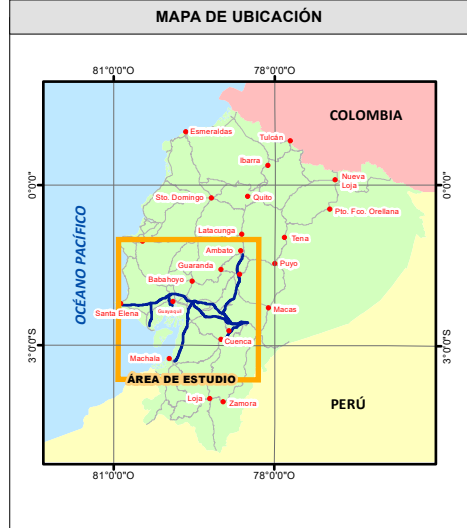 MAPA DE UBICACIÓN
81°0'0"O
78°0'0"O
COLOMBIA
Esmeraldas
Tulcán
Ibarra
Nueva
Loja
0°0'0"
0°0'0"
Sto. Domingo
Quito
Pto. Fco. Orellana
OCÉANO PACÍFICO
Latacunga
Tena
Ambato
Puyo
Guaranda
Babahoyo
Santa Elena
Guayaquil
Macas
3°0'0"S
3°0'0"S
Cuenca
Machala
ÁREA DE ESTUDIO
Loja
Zamora
PERÚ
81°0'0"O
78°0'0"O